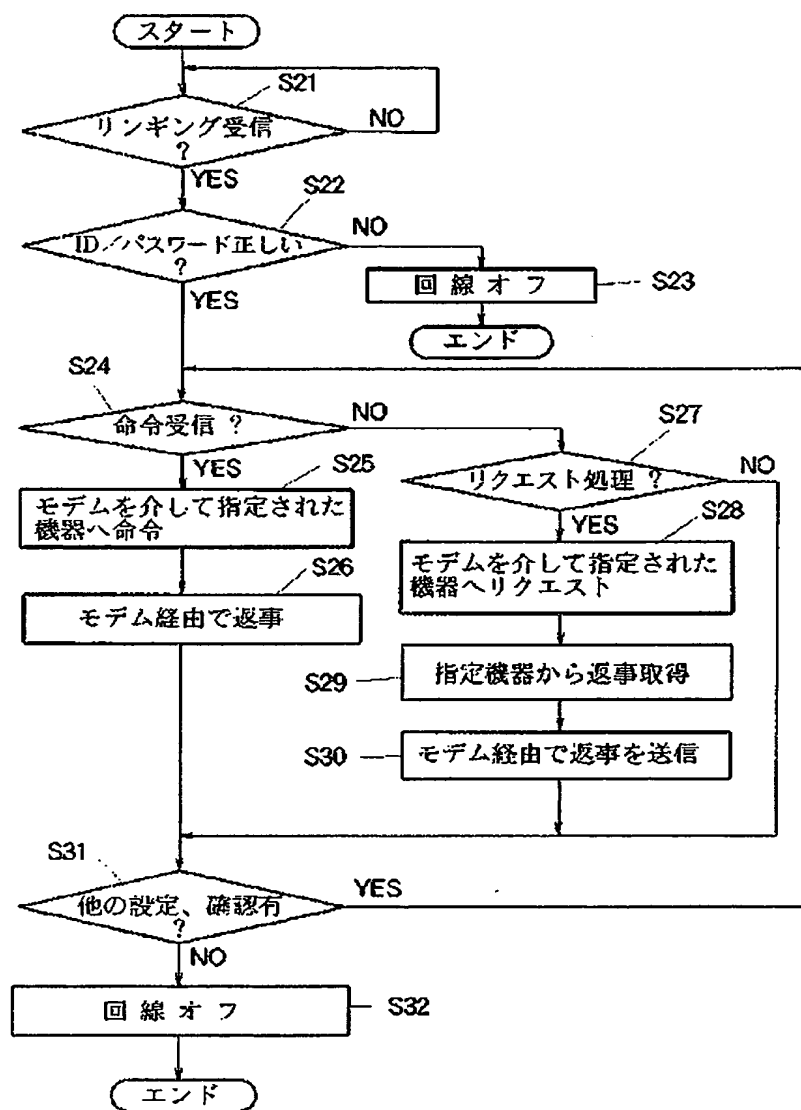 スタート
S21
リンギング受信
?
NO
YES
S22
ID/パスワード正しい
?
NO
YES
回線オフ
S23
エンド
S24
命令受信?
NO
YES
S27
リクエスト処理?
NO
YES
S25
モデムを介して指定された
機器へ命令
S28
モデムを介して指定された
機器へリクエスト
S26
モデム経由で返事
S29
指定機器から返事取得
S30
モデム経由で返事を送信
S31
他の設定、確認有
?
YES
NO
回線オフ
S32
エンド